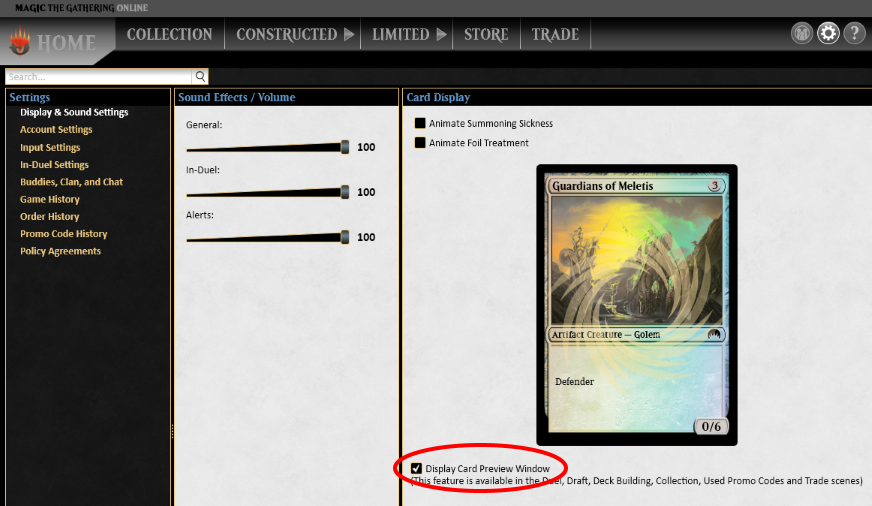 MAGIC THE GATHERING ONLINE
HOME
COLLECTION
CONSTRUCTED
LIMITED
STORE
TRADE
?
Search...
Settings
Display & Sound Settings
Account Settings
Input Settings
In-Duel Settings
Buddies, Clan, and Chat
Game History
Order History
Promo Code History
Policy Agreements
Sound Effects / Volume
General:
100
In-Duel:
100
Alerts:
100
Card Display
Animate Summoning Sickness
Animate Foil Treatment
Guardians of Meletis
3
Artifact Creature — Golem
Defender
0/6
Display Card Preview Window
(This feature is available in the Duel, Draft, Deck Building, Collection, Used Promo Codes and Trade scenes)